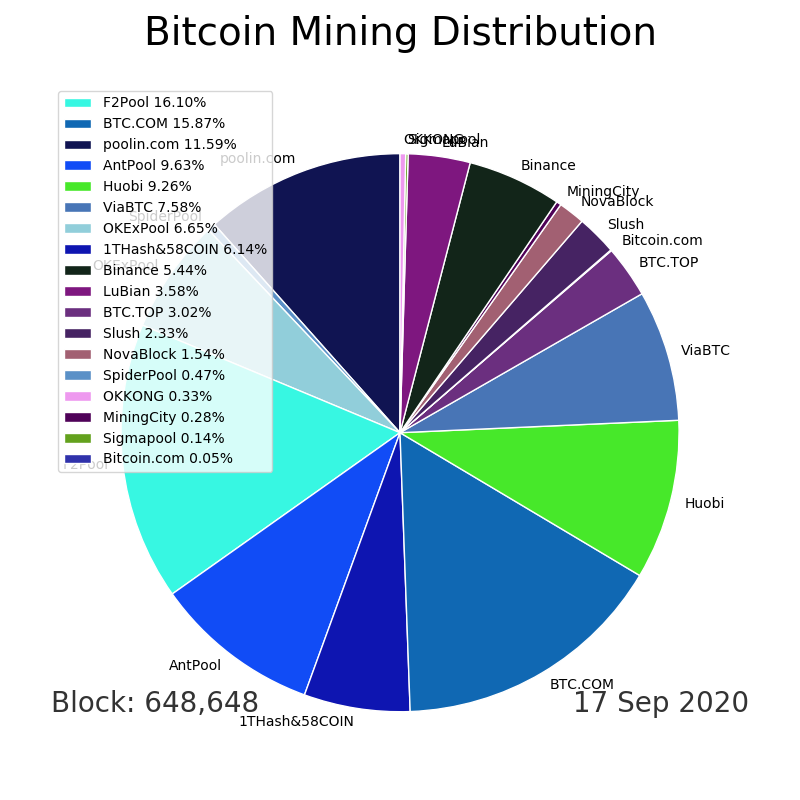 Bitcoin Mining Distribution
F2Pool 16.10%
BTC.COM 15.87%
poolin.com 11.59%
AntPool 9.63%
Huobi 9.26%
ViaBTC 7.58%
OKExPool 6.65%
1THash&58COIN 6.14%
Binance 5.44%
LuBian 3.58%
BTC.TOP 3.02%
Slush 2.33%
NovaBlock 1.54%
SpiderPool 0.47%
OKKONG 0.33%
MiningCity 0.28%
Sigmapool 0.14%
Bitcoin.com 0.05%
OKKONG
Sigmapool
LuBian
poolin.com
Binance
MiningCity
NovaBlock
SpiderPool
Slush
Bitcoin.com
BTC.TOP
OKExPool
ViaBTC
F2Pool
Huobi
AntPool
BTC.COM
1THash&58COIN
Block: 648,648
17 Sep 2020